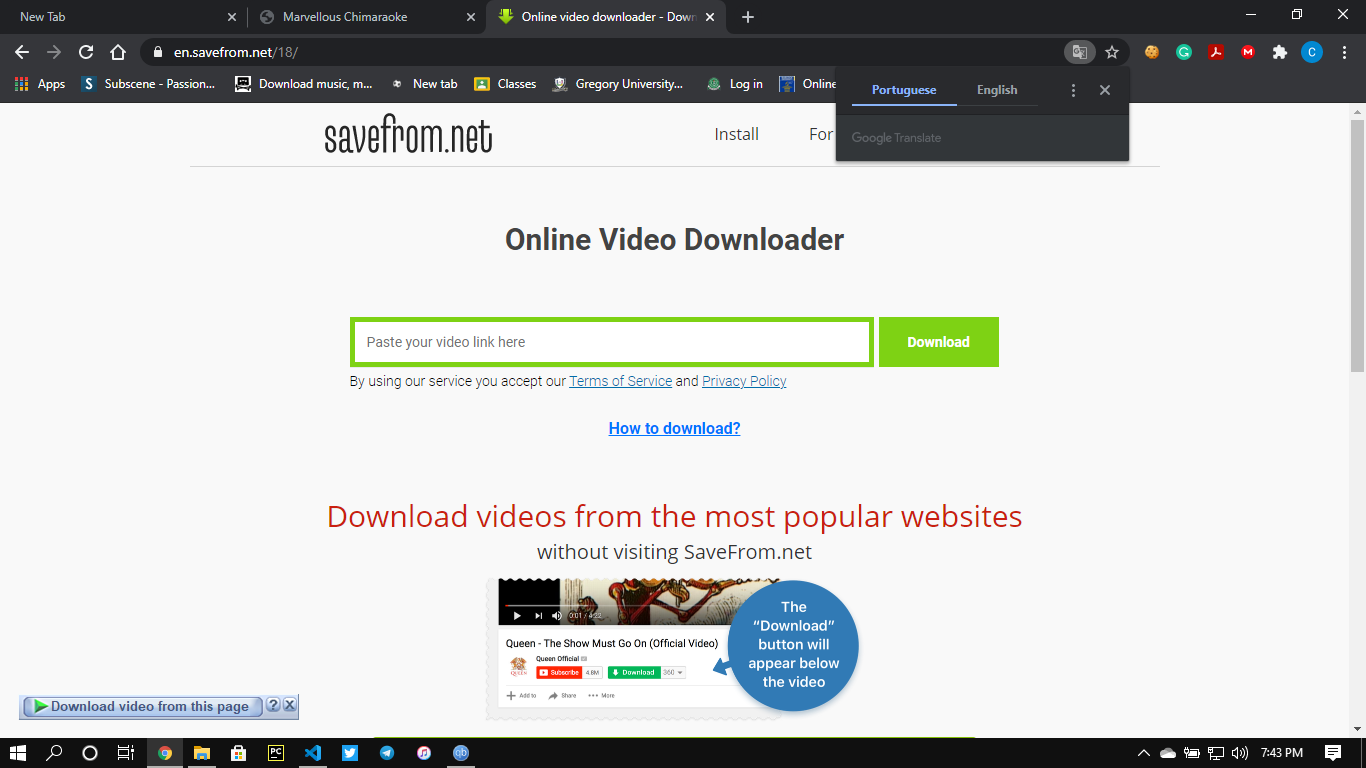 New Tab
Marvellous Chimaraoke
Online video downloader - Down
en.savefrom.net/18/
C
Apps
S
Subscene - Passion...
Download music, m...
New tab
Classes
Gregory University...
Log in
Online
Portuguese
English
Google Translate
savefrom.net
Install
For
Online Video Downloader
Paste your video link here
Download
By using our service you accept our Terms of Service and Privacy Policy
How to download?
Download videos from the most popular websites
without visiting SaveFrom.net
0:01 / 4:22
Queen - The Show Must Go On (Official Video)
Queen Official
QUEEN
Subscribe
4.8M
Download
360
Add to
Share
More
The
“Download”
button will
appear below
the video
Download video from this page
?
PC
qb
7:43 PM